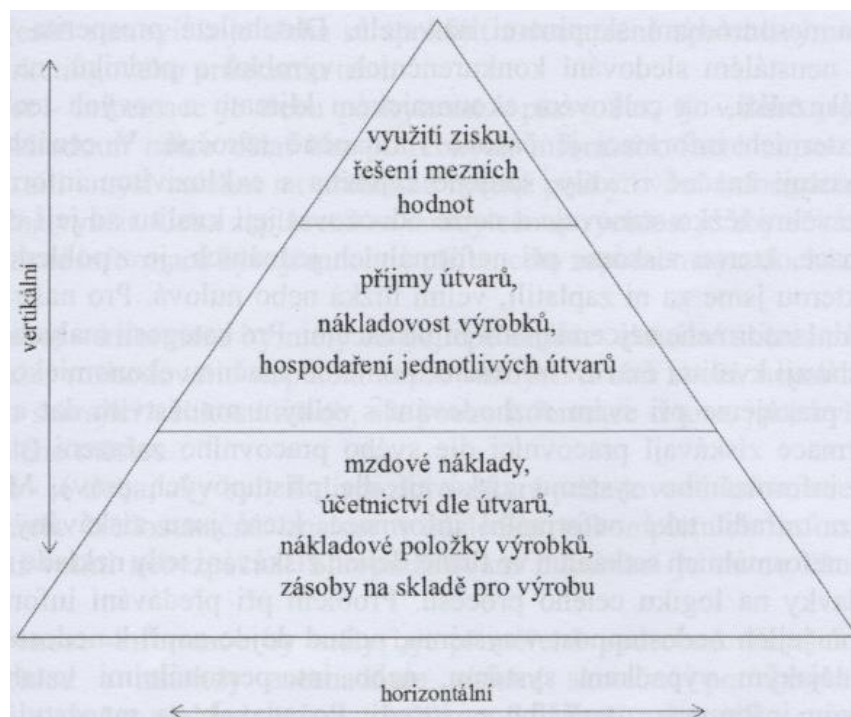 využití zisku,
řešení mezních
hodnot
příjmy útvarů,
nákladovost výrobků,
hospodaření jednotlivých útvarů
mzdové náklady,
účetnictví dle útvarů,
nákladové položky výrobků,
zásoby na skladě pro výrobu
vertikální
horizontální